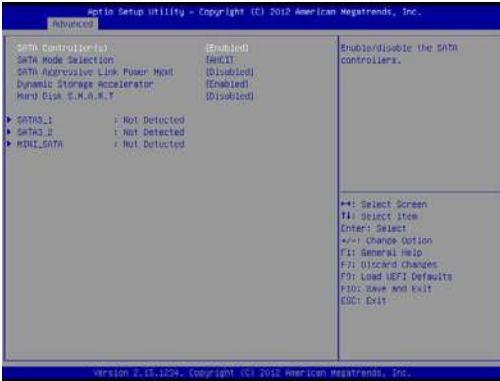 Aptio Setup Utility - Copyright (C) 2012 American Megatrends, Inc.
Advanced
SATA Controller(s) [Enabled]
SATA Mode Selection [AHCI]
SATA Aggressive Link Power Mgmt [Disabled]
Dynamic Storage Accelerator [Enabled]
Hard Disk S.M.A.R.T [Disabled]
SATA3_1 : Not Detected
SATA3_2 : Not Detected
MINI_SATA : Not Detected
Enable/disable the SATA
controllers.
→←: Select Screen
↑↓: Select Item
Enter: Select
+/-: Change Option
F1: General Help
F7: Discard Changes
F9: Load UEFI Defaults
F10: Save and Exit
ESC: Exit
Version 2.15.1234. Copyright (C) 2012 American Megatrends, Inc.